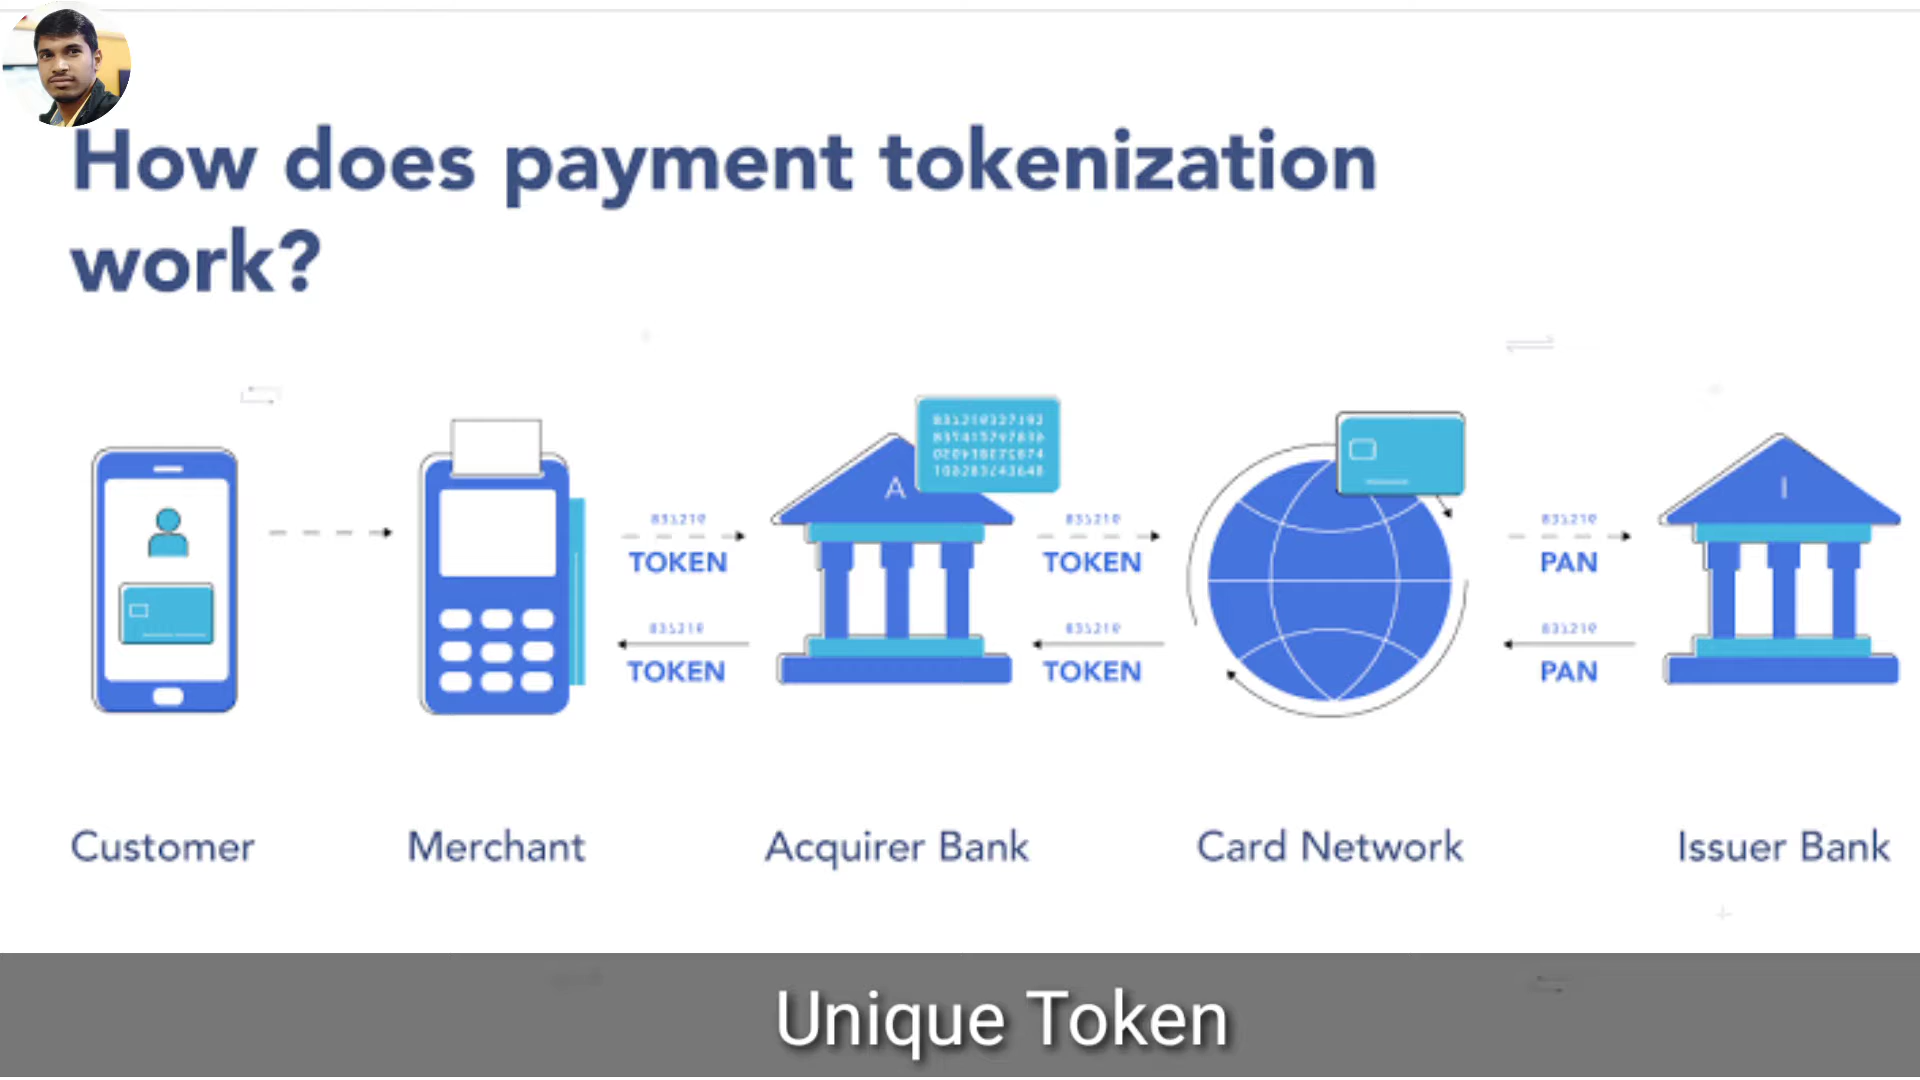 How does payment tokenization
work?
A
I
TOKEN
TOKEN
PAN
TOKEN
TOKEN
PAN
Customer
Merchant
Acquirer Bank
Card Network
Issuer Bank
Unique Token